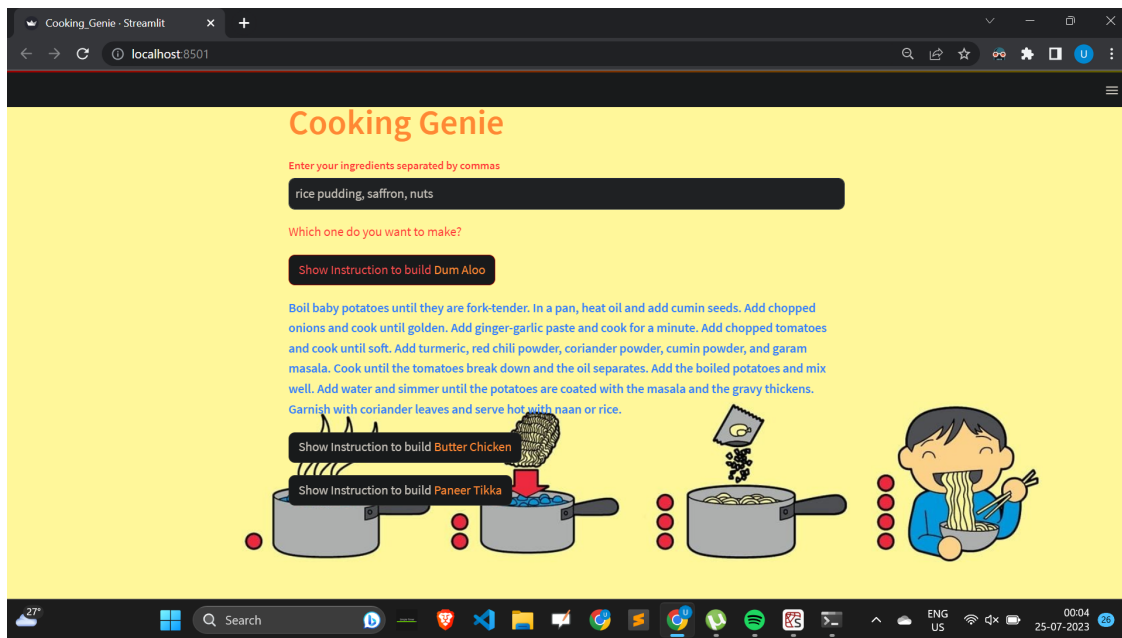 Cooking_Genie · Streamlit
localhost:8501
U
Cooking Genie
Enter your ingredients separated by commas
rice pudding, saffron, nuts
Which one do you want to make?
Show Instruction to build Dum Aloo
Boil baby potatoes until they are fork-tender. In a pan, heat oil and add cumin seeds. Add chopped
onions and cook until golden. Add ginger-garlic paste and cook for a minute. Add chopped tomatoes
and cook until soft. Add turmeric, red chili powder, coriander powder, cumin powder, and garam
masala. Cook until the tomatoes break down and the oil separates. Add the boiled potatoes and mix
well. Add water and simmer until the potatoes are coated with the masala and the gravy thickens.
Garnish with coriander leaves and serve hot with naan or rice.
Show Instruction to build Butter Chicken
Show Instruction to build Paneer Tikka
27°
Search
ENG
US
00:04
25-07-2023
26